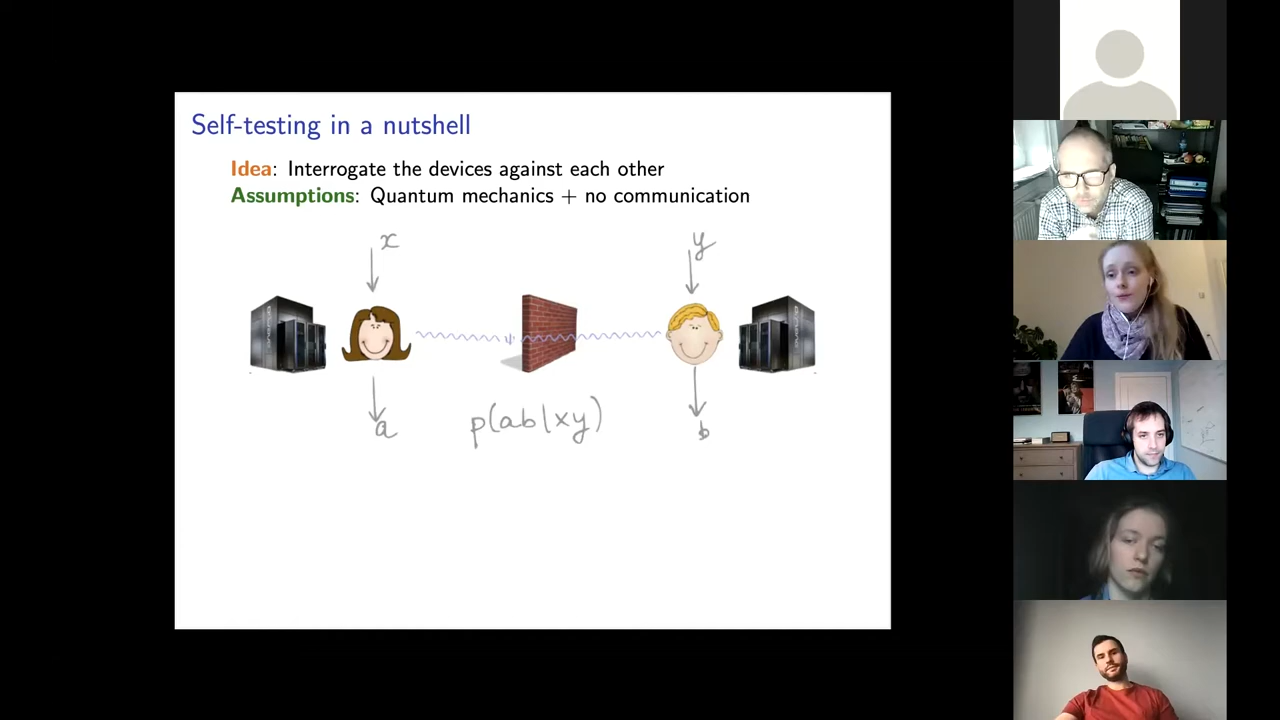 Self-testing in a nutshell
Idea: Interrogate the devices against each other
Assumptions: Quantum mechanics + no communication
x
y
a
p(ab|xy)
b